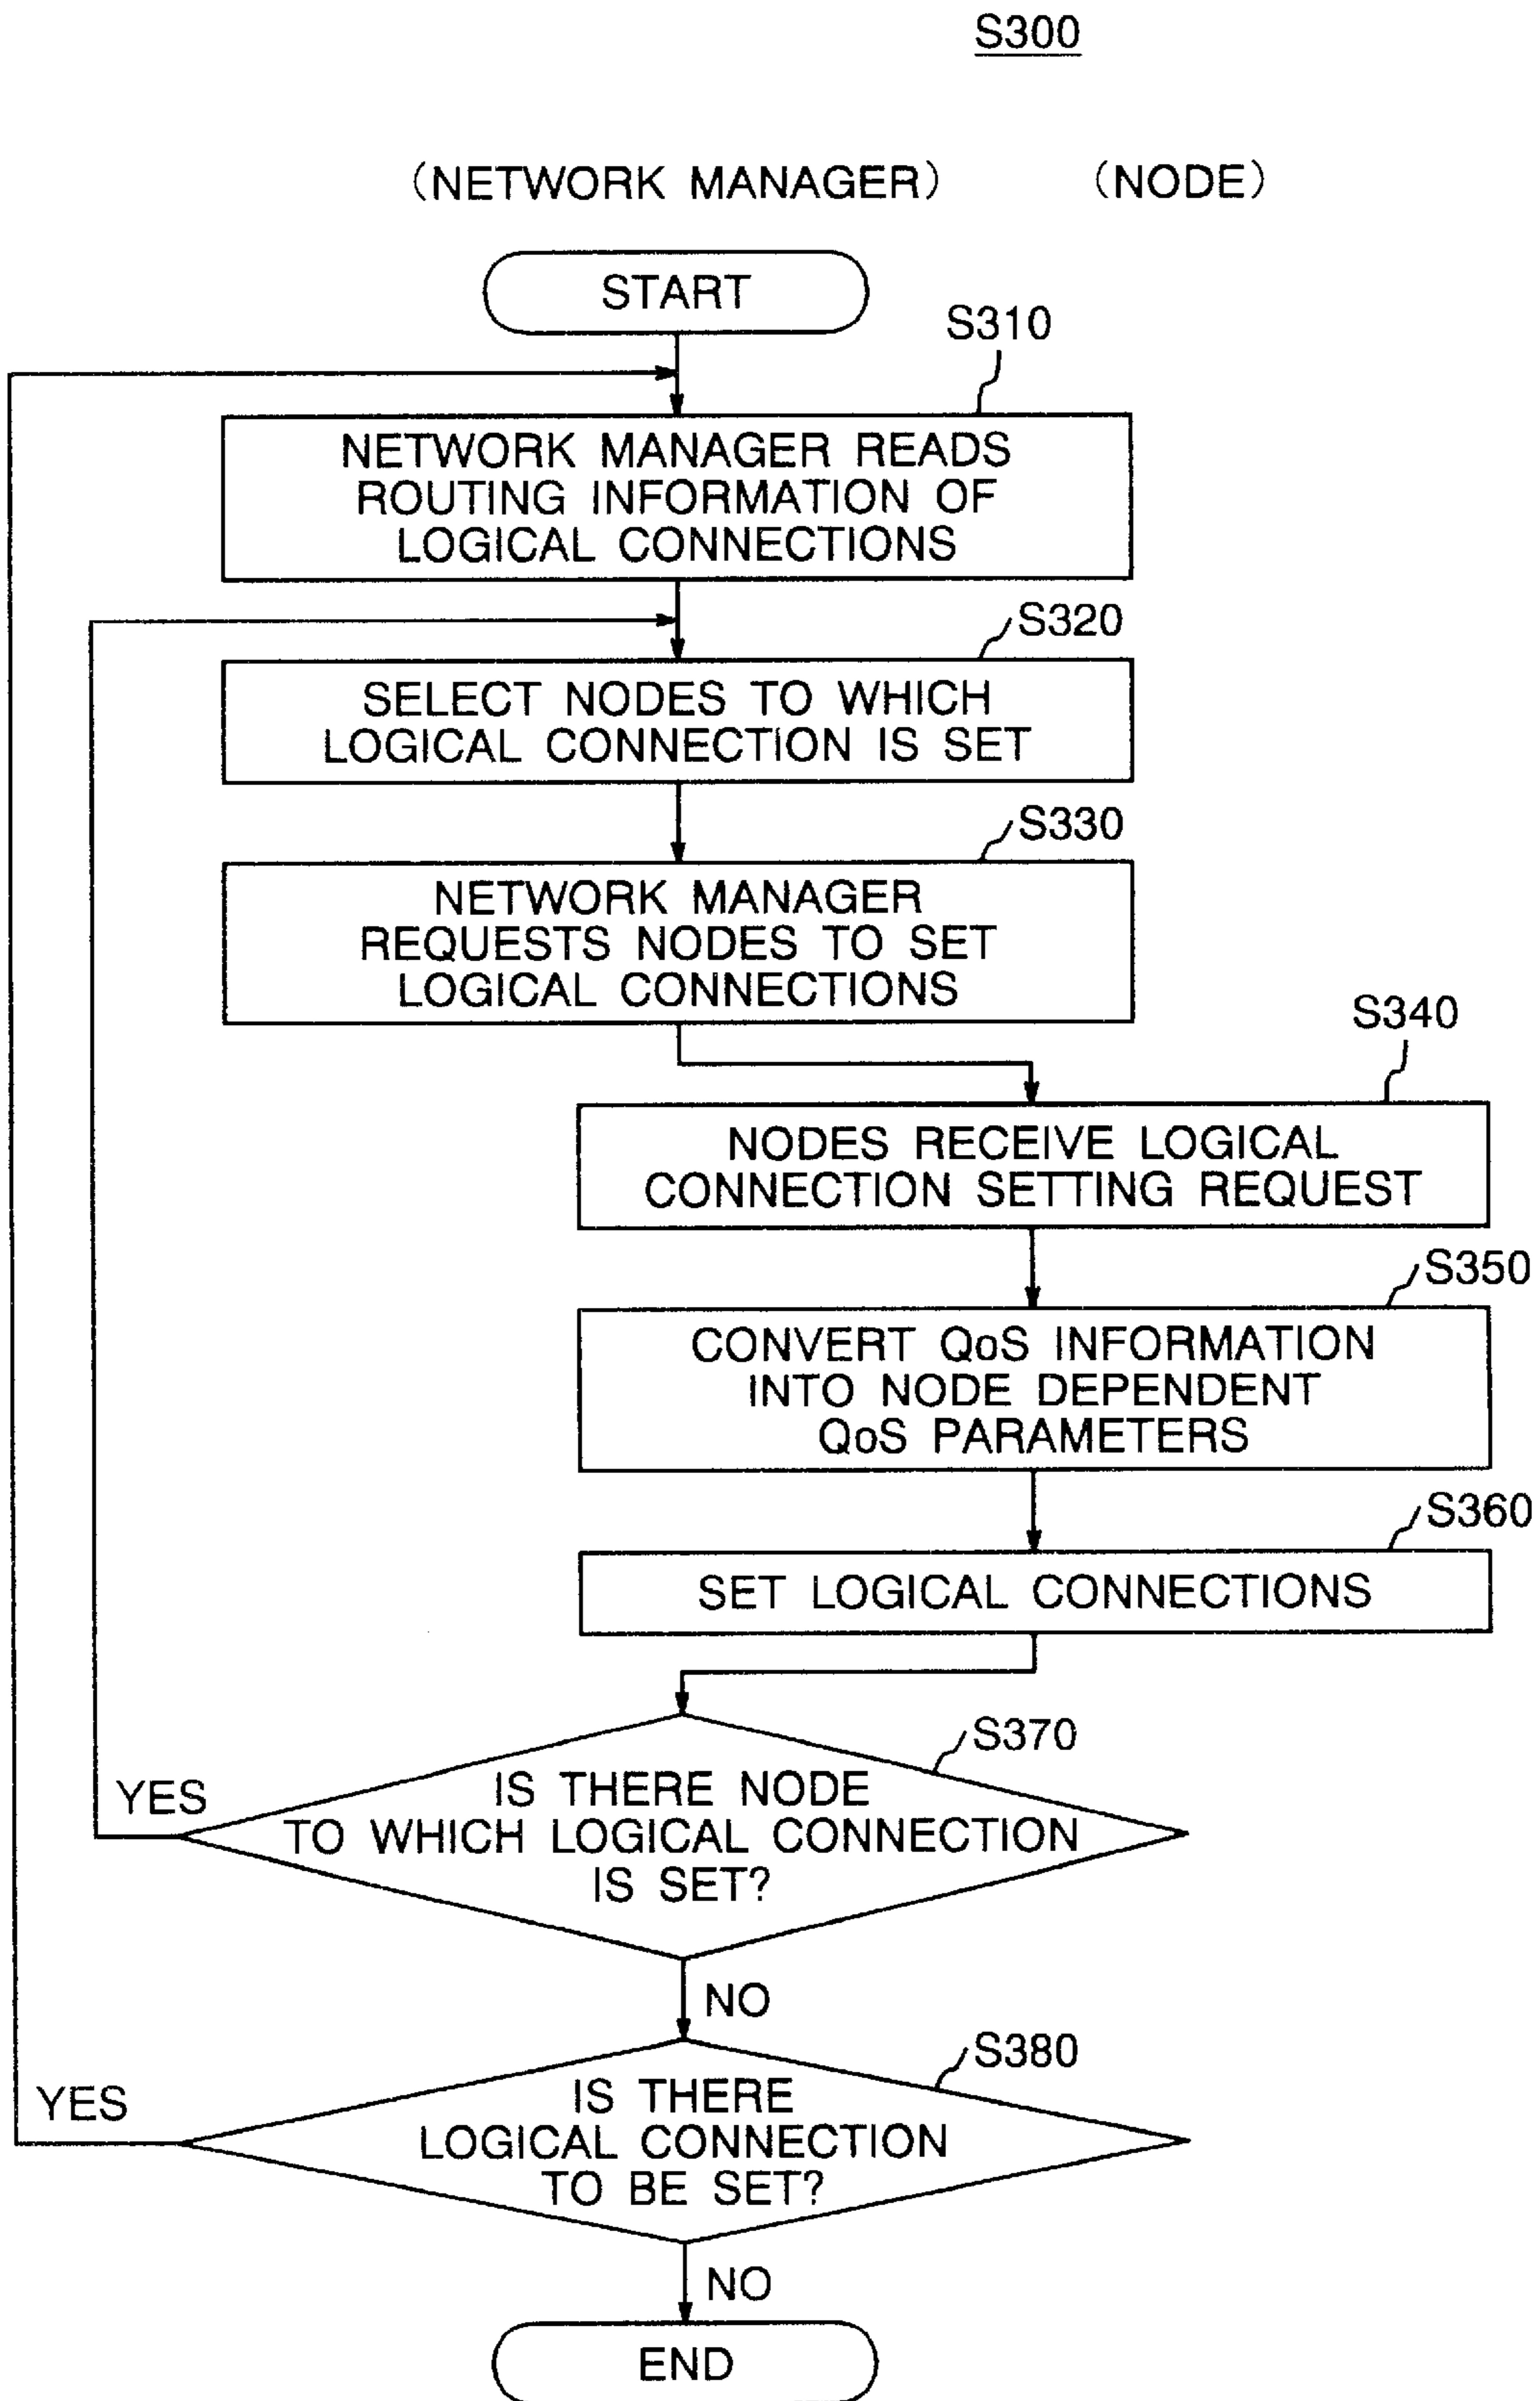 S300
(NETWORK MANAGER) (NODE)
START
S310
NETWORK MANAGER READS
ROUTING INFORMATION OF
LOGICAL CONNECTIONS
S320
SELECT NODES TO WHICH
LOGICAL CONNECTION IS SET
S330
NETWORK MANAGER
REQUESTS NODES TO SET
LOGICAL CONNECTIONS
S340
NODES RECEIVE LOGICAL
CONNECTION SETTING REQUEST
S350
CONVERT QoS INFORMATION
INTO NODE DEPENDENT
QoS PARAMETERS
S360
SET LOGICAL CONNECTIONS
S370
IS THERE NODE
TO WHICH LOGICAL CONNECTION
IS SET?
YES
NO
S380
IS THERE
LOGICAL CONNECTION
TO BE SET?
YES
NO
END